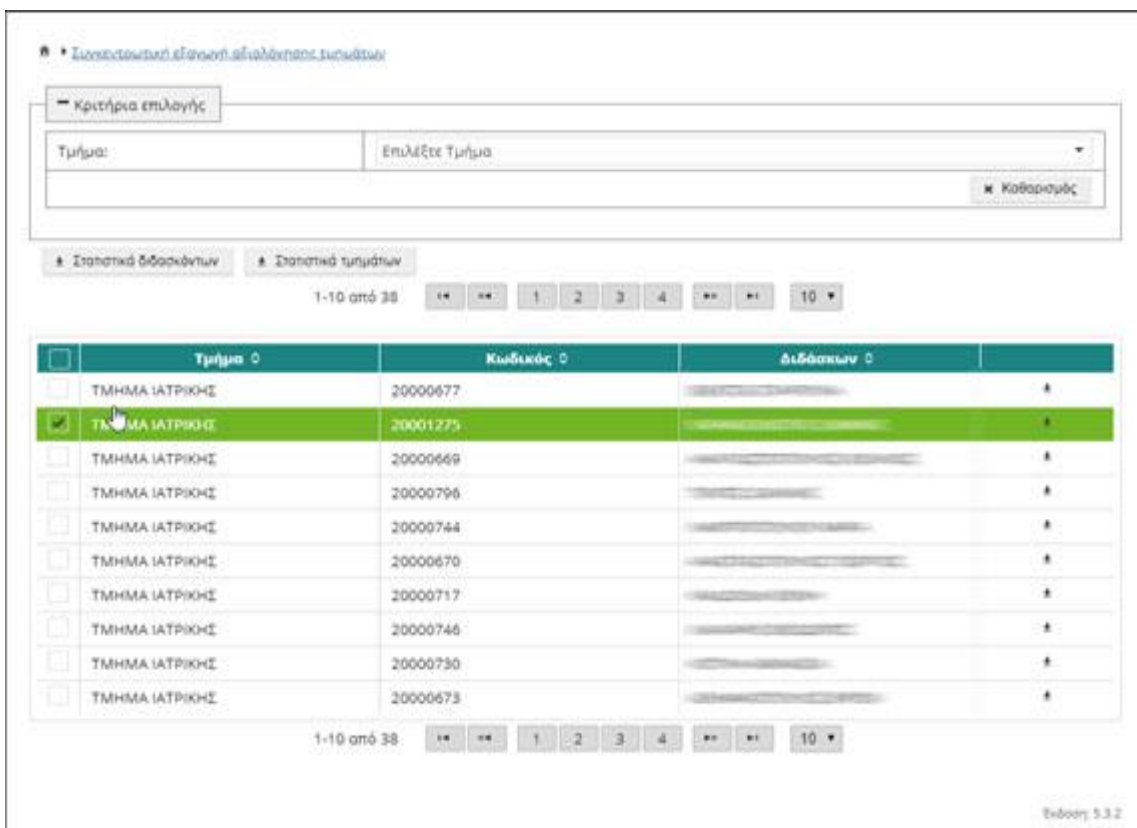 Συγκεντρωτική εξαγωγή αξιολόγησης τμημάτων
Κριτήρια επιλογής
Τμήμα: Επιλέξτε Τμήμα
Καθαρισμός
Στατιστικά διδασκόντων Στατιστικά τμημάτων
1-10 από 38 1 2 3 4 10
Τμήμα Κωδικός Διδάσκων
ΤΜΗΜΑ ΙΑΤΡΙΚΗΣ 20000677
ΤΜΗΜΑ ΙΑΤΡΙΚΗΣ 20001275
ΤΜΗΜΑ ΙΑΤΡΙΚΗΣ 20000669
ΤΜΗΜΑ ΙΑΤΡΙΚΗΣ 20000796
ΤΜΗΜΑ ΙΑΤΡΙΚΗΣ 20000744
ΤΜΗΜΑ ΙΑΤΡΙΚΗΣ 20000670
ΤΜΗΜΑ ΙΑΤΡΙΚΗΣ 20000717
ΤΜΗΜΑ ΙΑΤΡΙΚΗΣ 20000746
ΤΜΗΜΑ ΙΑΤΡΙΚΗΣ 20000730
ΤΜΗΜΑ ΙΑΤΡΙΚΗΣ 20000673
1-10 από 38 1 2 3 4 10
Έκδοση: 5.3.2